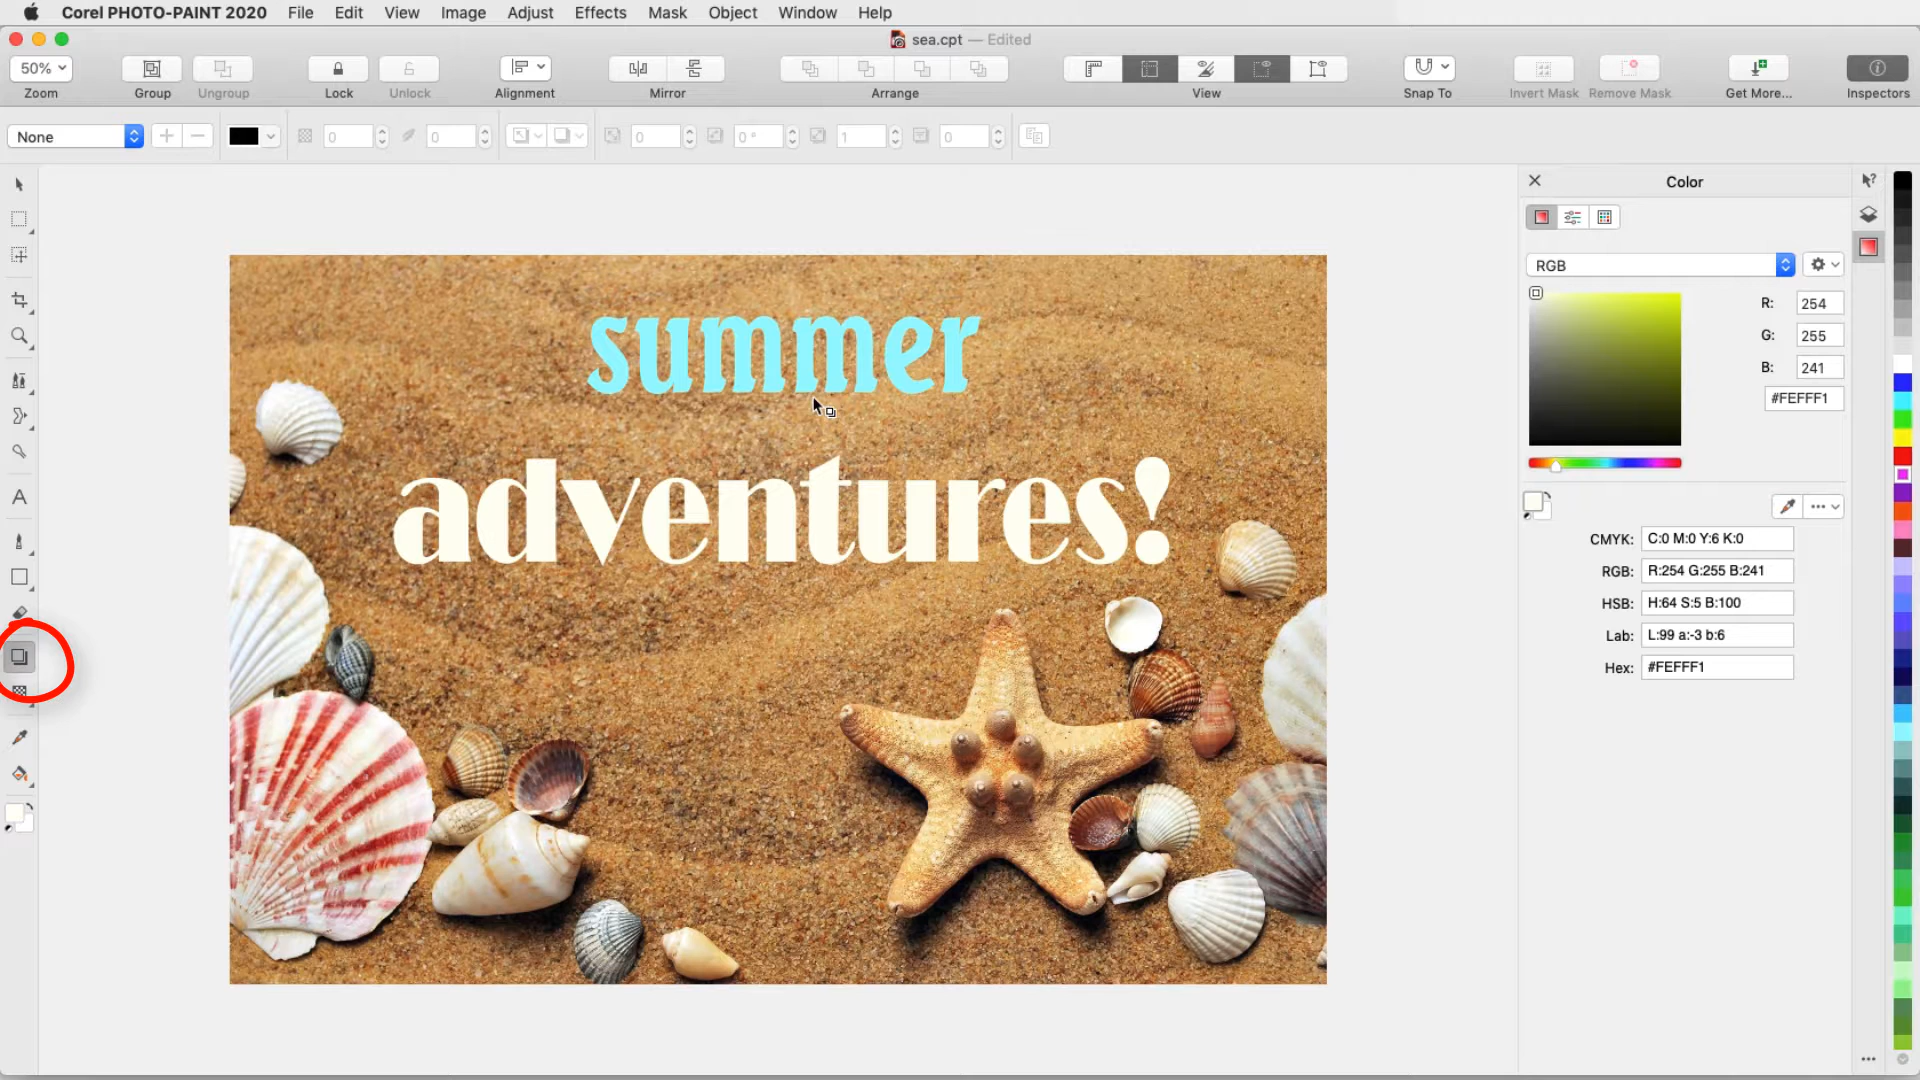 Corel PHOTO-PAINT 2020 File Edit View Image Adjust Effects Mask Object Window Help
sea.cpt — Edited
50%
Zoom Group Ungroup Lock Unlock Alignment Mirror Arrange View Snap To Invert Mask Remove Mask Get More... Inspectors
None 0 0 0 0 ° 1 0
Color
RGB
R: 254
G: 255
B: 241
#FEFFF1
summer
adventures!
CMYK: C:0 M:0 Y:6 K:0
RGB: R:254 G:255 B:241
HSB: H:64 S:5 B:100
Lab: L:99 a:-3 b:6
Hex: #FEFFF1